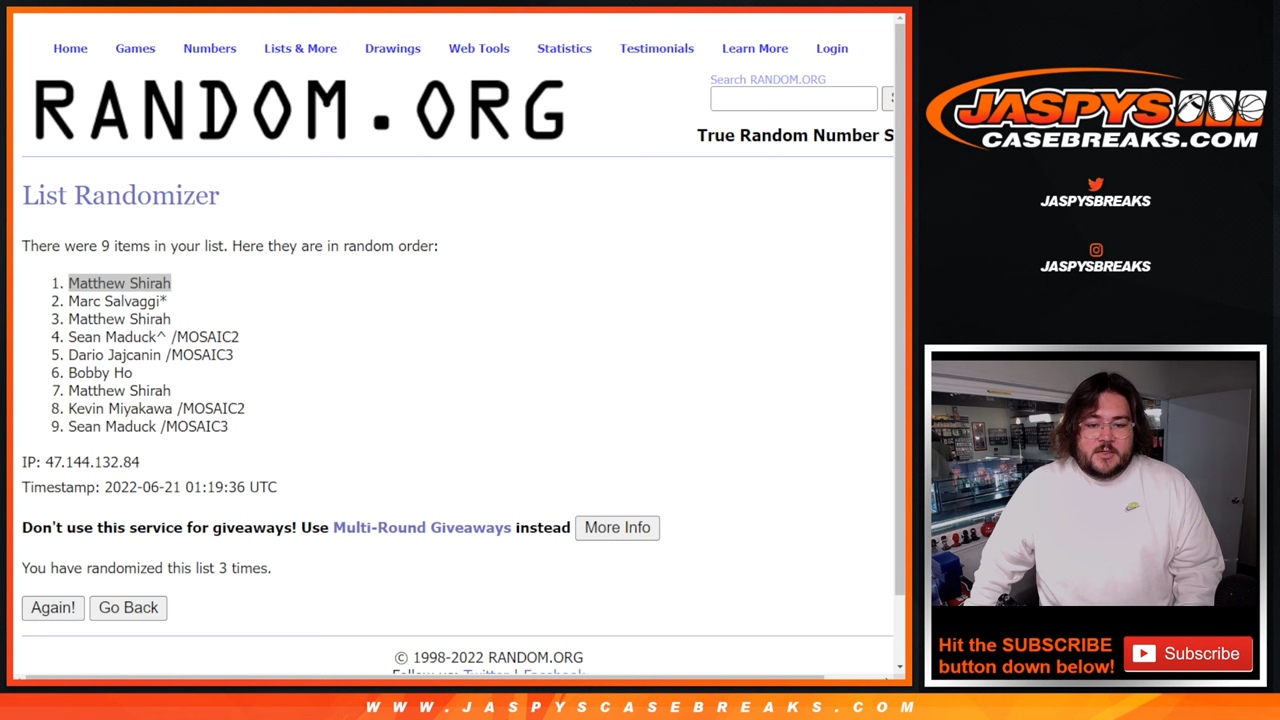 Home Games Numbers Lists & More Drawings Web Tools Statistics Testimonials Learn More Login
RANDOM.ORG
Search RANDOM.ORG
True Random Number S
List Randomizer
There were 9 items in your list. Here they are in random order:
1. Matthew Shirah
2. Marc Salvaggi*
3. Matthew Shirah
4. Sean Maduck^ /MOSAIC2
5. Dario Jajcanin /MOSAIC3
6. Bobby Ho
7. Matthew Shirah
8. Kevin Miyakawa /MOSAIC2
9. Sean Maduck /MOSAIC3
IP: 47.144.132.84
Timestamp: 2022-06-21 01:19:36 UTC
Don't use this service for giveaways! Use Multi-Round Giveaways instead More Info
You have randomized this list 3 times.
Again! Go Back
© 1998-2022 RANDOM.ORG
Follow us: Twitter | Facebook
JASPYS
CASEBREAKS.COM
JASPYSBREAKS
JASPYSBREAKS
Hit the SUBSCRIBE
button down below!
Subscribe
WWW.JASPYSCASEBREAKS.COM